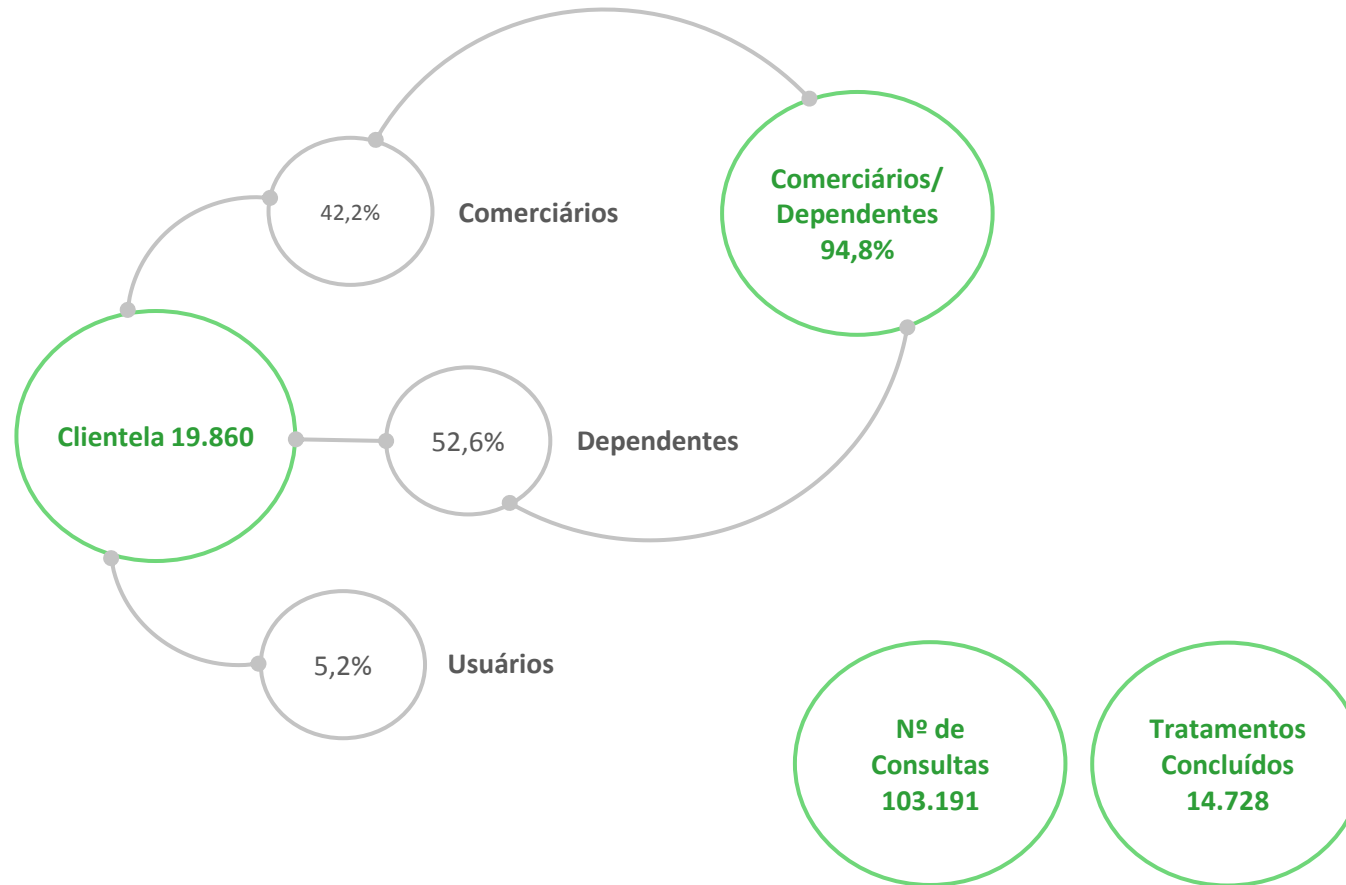 Comerciários/
Dependentes
94,8%
42,2%
Comerciários
Clientela 19.860
52,6%
Dependentes
5,2%
Usuários
Nº de
Consultas
103.191
Tratamentos
Concluídos
14.728